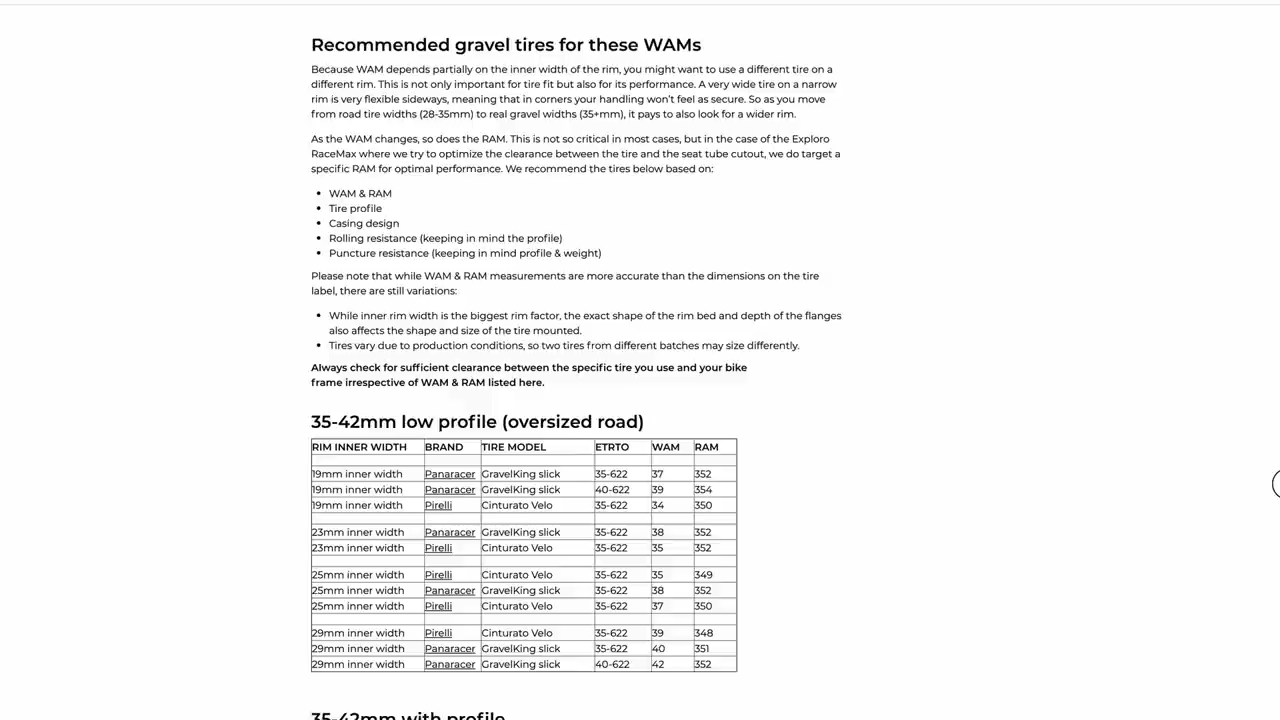 Recommended gravel tires for these WAMs
Because WAM depends partially on the inner width of the rim, you might want to use a different tire on a
different rim. This is not only important for tire fit but also for its performance. A very wide tire on a narrow
rim is very flexible sideways, meaning that in corners your handling won't feel as secure. So as you move
from road tire widths (28-35mm) to real gravel widths (35+mm), it pays to also look for a wider rim.
As the WAM changes, so does the RAM. This is not so critical in most cases, but in the case of the Exploro
RaceMax where we try to optimize the clearance between the tire and the seat tube cutout, we do target a
specific RAM for optimal performance. We recommend the tires below based on:
• WAM & RAM
• Tire profile
• Casing design
• Rolling resistance (keeping in mind the profile)
• Puncture resistance (keeping in mind profile & weight)
Please note that while WAM & RAM measurements are more accurate than the dimensions on the tire
label, there are still variations:
• While inner rim width is the biggest rim factor, the exact shape of the rim bed and depth of the flanges
also affects the shape and size of the tire mounted.
• Tires vary due to production conditions, so two tires from different batches may size differently.
Always check for sufficient clearance between the specific tire you use and your bike
frame irrespective of WAM & RAM listed here.
35-42mm low profile (oversized road)
RIM INNER WIDTH BRAND TIRE MODEL ETRTO WAM RAM
19mm inner width Panaracer GravelKing slick 35-622 37 352
19mm inner width Panaracer GravelKing slick 40-622 39 354
19mm inner width Pirelli Cinturato Velo 35-622 34 350
23mm inner width Panaracer GravelKing slick 35-622 38 352
23mm inner width Pirelli Cinturato Velo 35-622 35 352
25mm inner width Pirelli Cinturato Velo 35-622 35 349
25mm inner width Panaracer GravelKing slick 35-622 38 352
25mm inner width Pirelli Cinturato Velo 35-622 37 350
29mm inner width Pirelli Cinturato Velo 35-622 39 348
29mm inner width Panaracer GravelKing slick 35-622 40 351
29mm inner width Panaracer GravelKing slick 40-622 42 352
35-42mm with profile